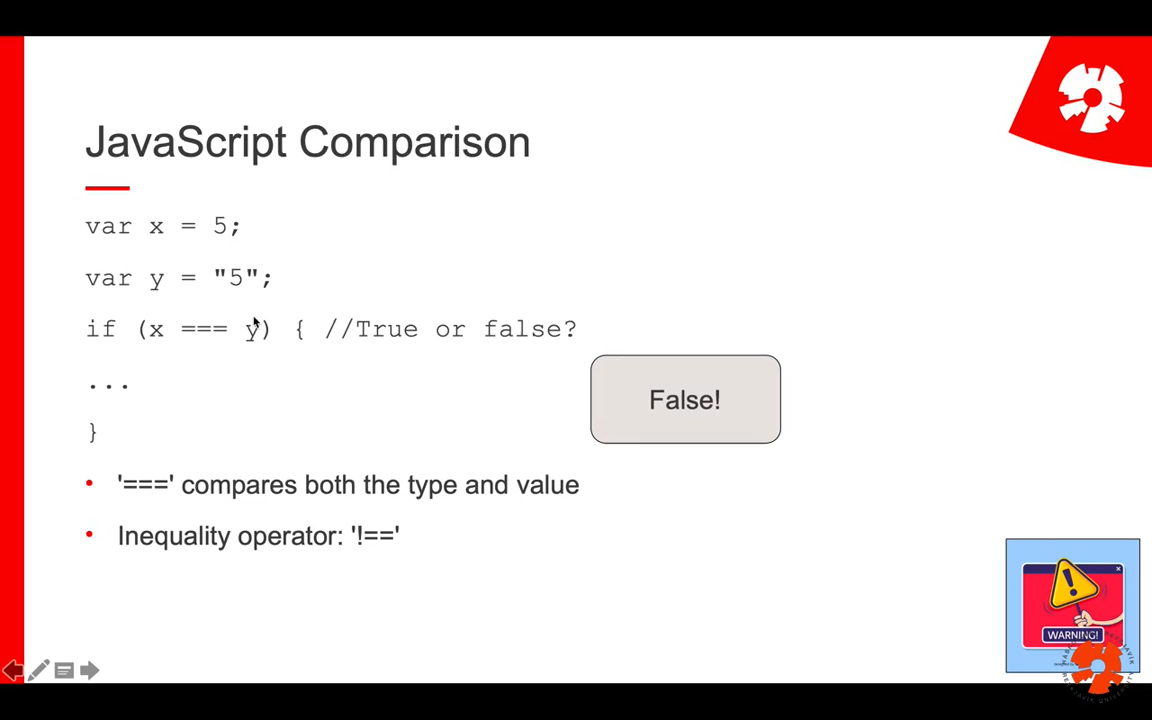 JavaScript Comparison
var x = 5;
var y = "5";
if (x === y) { //True or false?
...
}
False!
• '===' compares both the type and value
• Inequality operator: '!=='
WARNING!